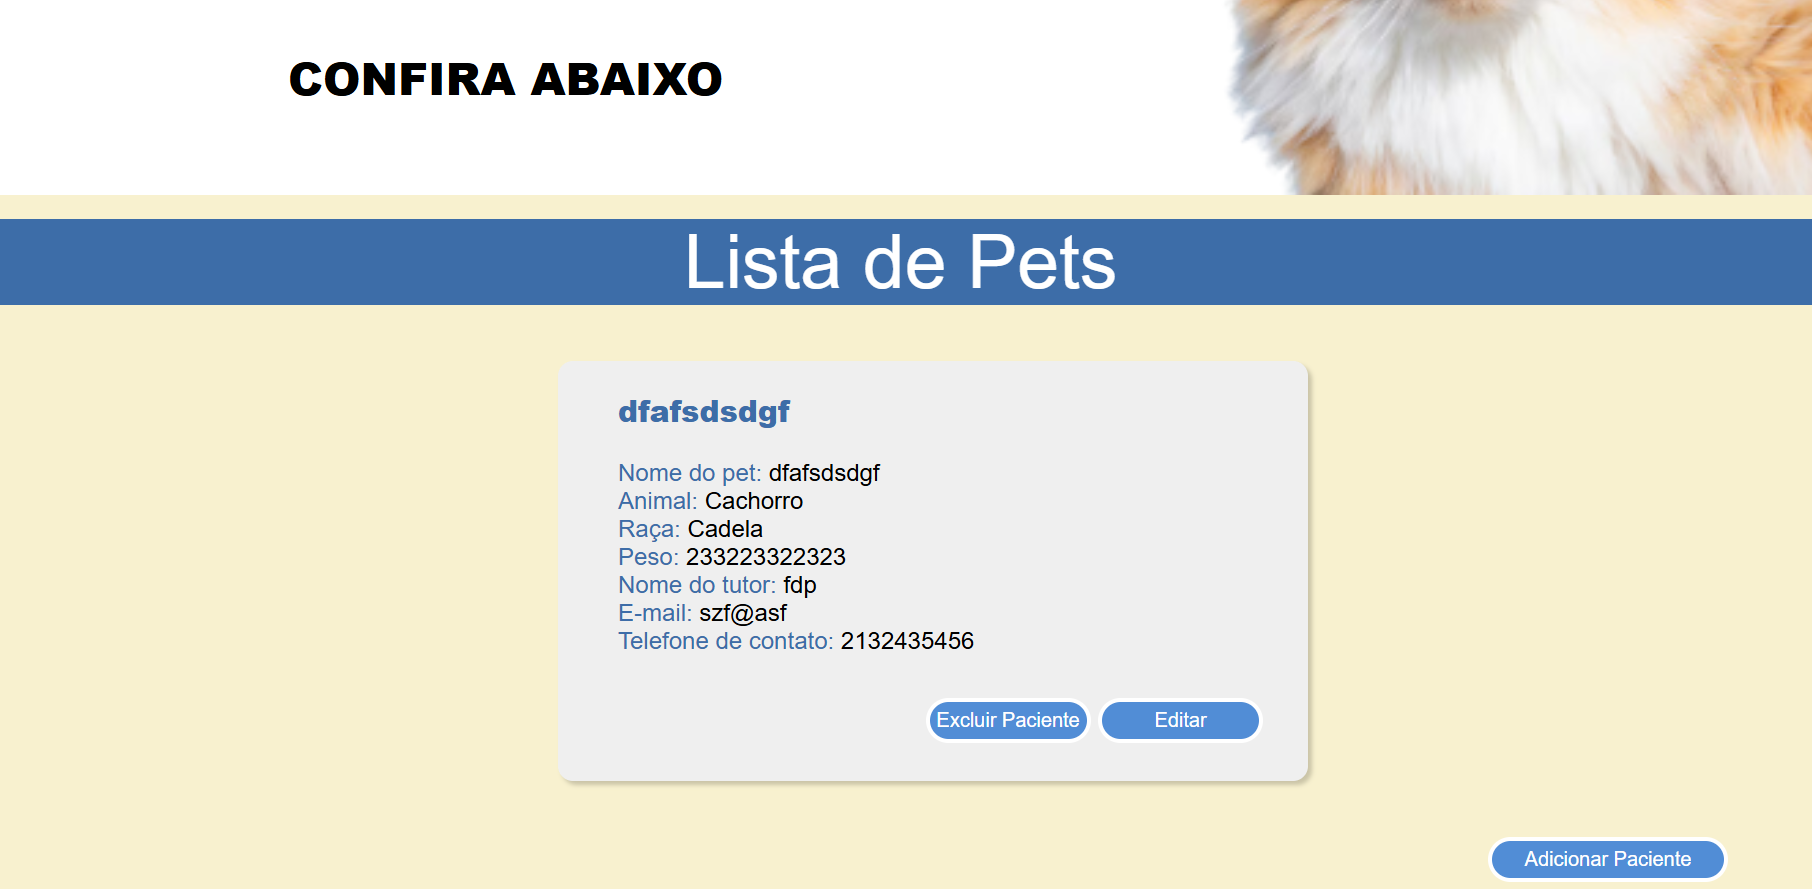 CONFIRA ABAIXO
Lista de Pets
dfafsdsdgf
Nome do pet: dfafsdsdgf
Animal: Cachorro
Raça: Cadela
Peso: 233223322323
Nome do tutor: fdp
E-mail: szf@asf
Telefone de contato: 2132435456
Excluir Paciente Editar
Adicionar Paciente